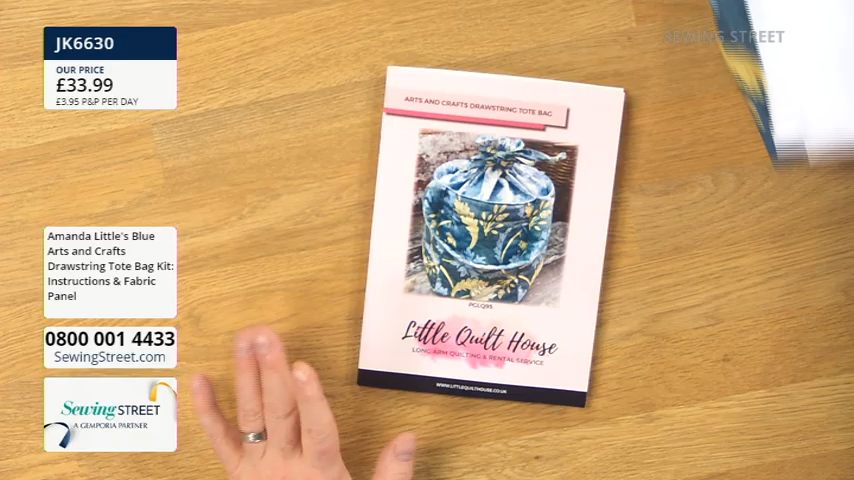 JK6630
OUR PRICE
£33.99
£3.95 P&P PER DAY
Amanda Little's Blue
Arts and Crafts
Drawstring Tote Bag Kit:
Instructions & Fabric
Panel
0800 001 4433
SewingStreet.com
Sewing STREET
A GEMPORIA PARTNER
SEWING STREET
ARTS AND CRAFTS DRAWSTRING TOTE BAG
PGLQ95
Little Quilt House
LONG ARM QUILTING & RENTAL SERVICE
WWW.LITTLEQUILTHOUSE.CO.UK